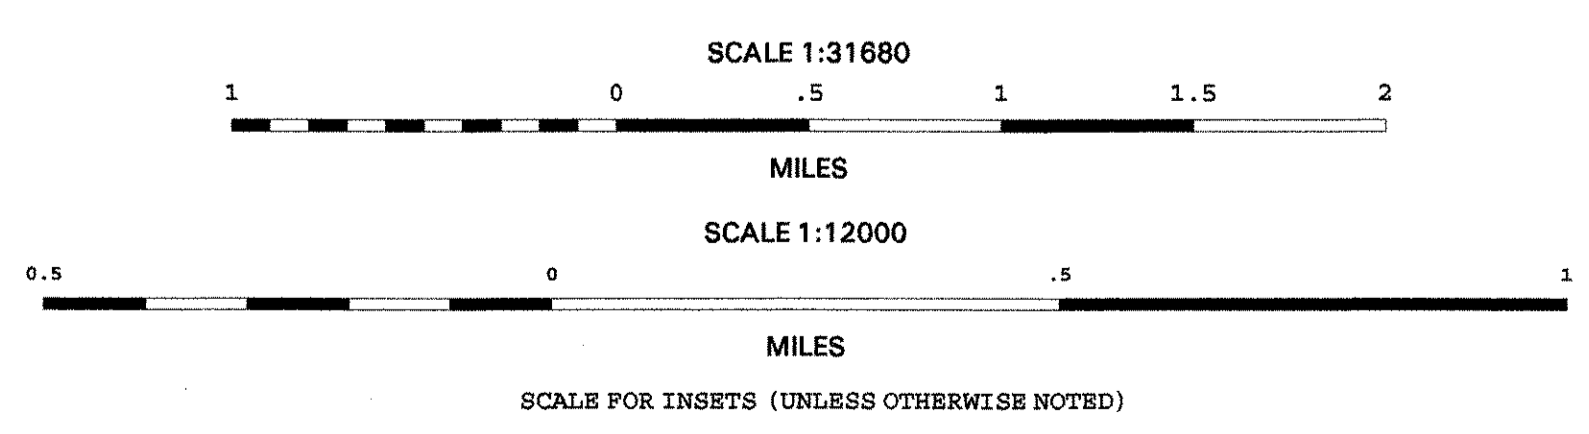 SCALE 1:31680
1 0 .5 1 1.5 2
MILES
SCALE 1:12000
0.5 0 .5 1
MILES
SCALE FOR INSETS (UNLESS OTHERWISE NOTED)